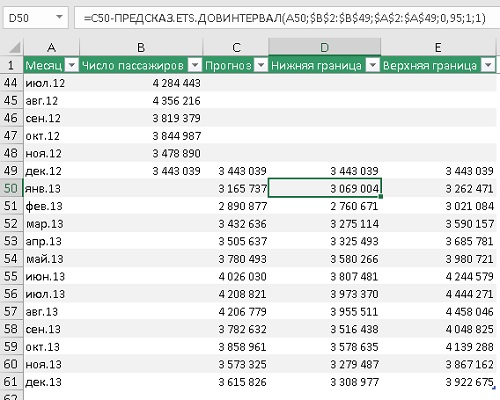 D50 =C50-ПРЕДСКАЗ.ETS.ДОВИНТЕРВАЛ(A50;$B$2:$B$49;$A$2:$A$49;0,95;1;1)
A B C D E
1 Месяц Число пассажиров Прогноз Нижняя граница Верхняя граница
44 июл.12 4 284 443
45 авг.12 4 356 216
46 сен.12 3 819 379
47 окт.12 3 844 987
48 ноя.12 3 478 890
49 дек.12 3 443 039 3 443 039 3 443 039 3 443 039
50 янв.13 3 165 737 3 069 004 3 262 471
51 фев.13 2 890 877 2 760 671 3 021 084
52 мар.13 3 432 636 3 275 114 3 590 157
53 апр.13 3 505 637 3 325 493 3 685 781
54 май.13 3 780 493 3 580 266 3 980 721
55 июн.13 4 026 030 3 807 481 4 244 579
56 июл.13 4 208 821 3 973 370 4 444 271
57 авг.13 4 206 779 3 955 511 4 458 046
58 сен.13 3 782 632 3 516 438 4 048 825
59 окт.13 3 858 961 3 578 635 4 139 288
60 ноя.13 3 573 325 3 279 487 3 867 162
61 дек.13 3 615 826 3 308 977 3 922 675
62